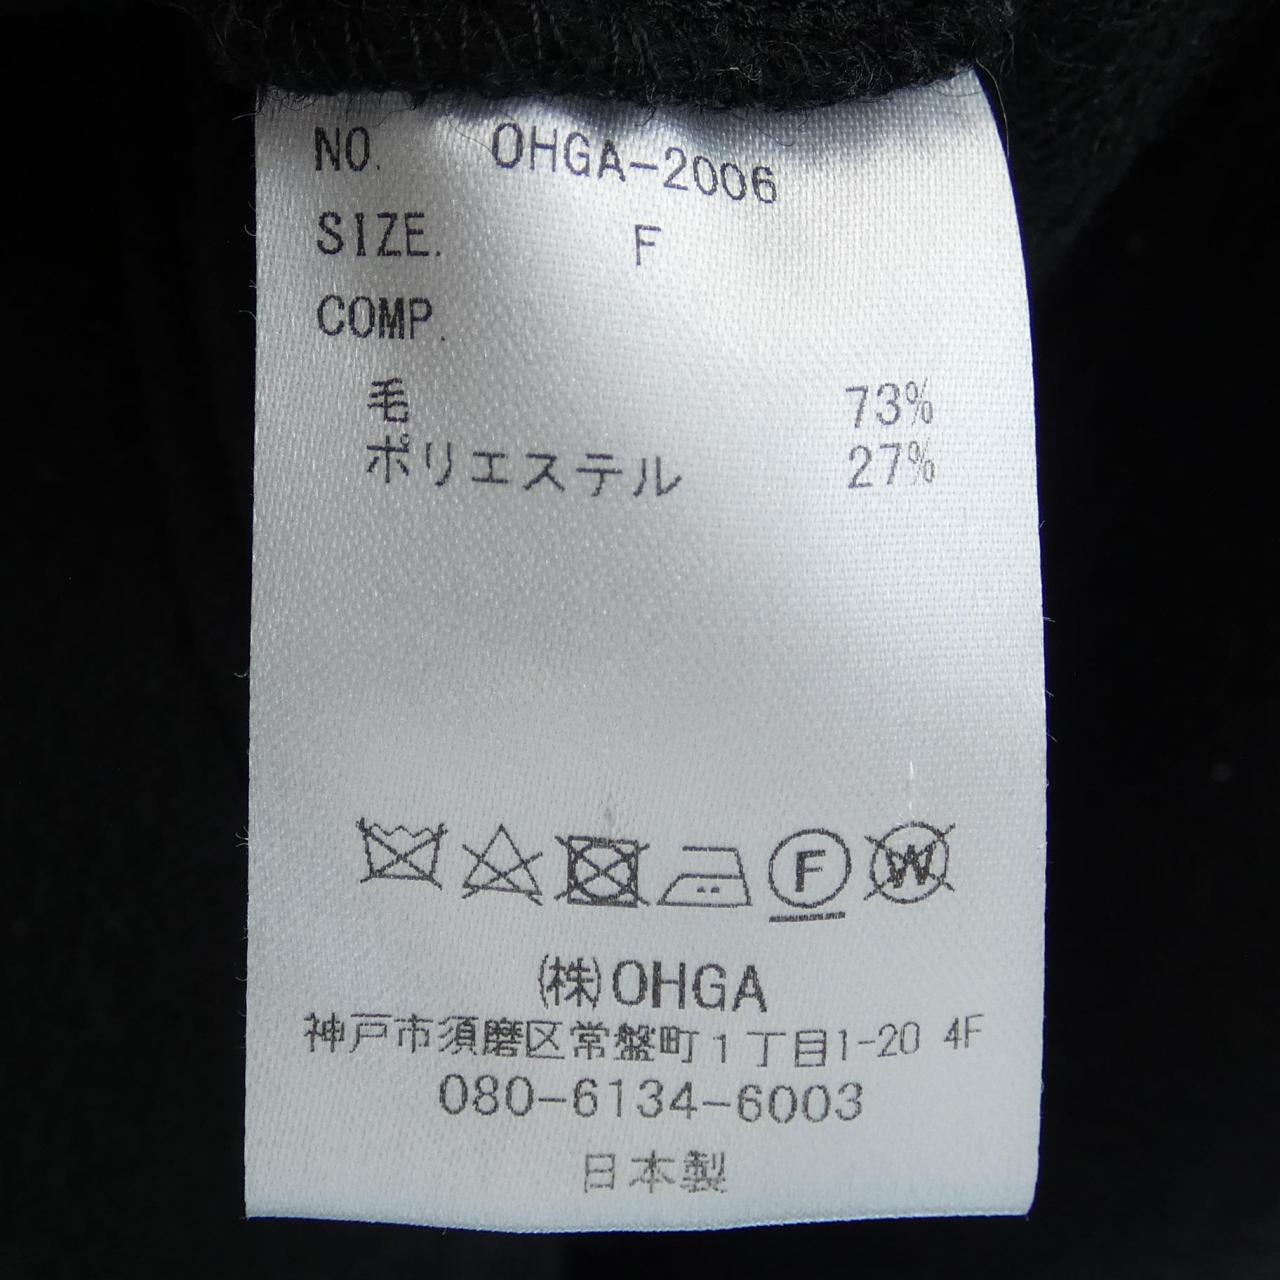 NO. OHGA-2006
SIZE. F
COMP.
毛 73%
ポリエステル 27%
F W
㈱OHGA
神戸市須磨区常盤町1丁目1-20 4F
080-6134-6003
日本製